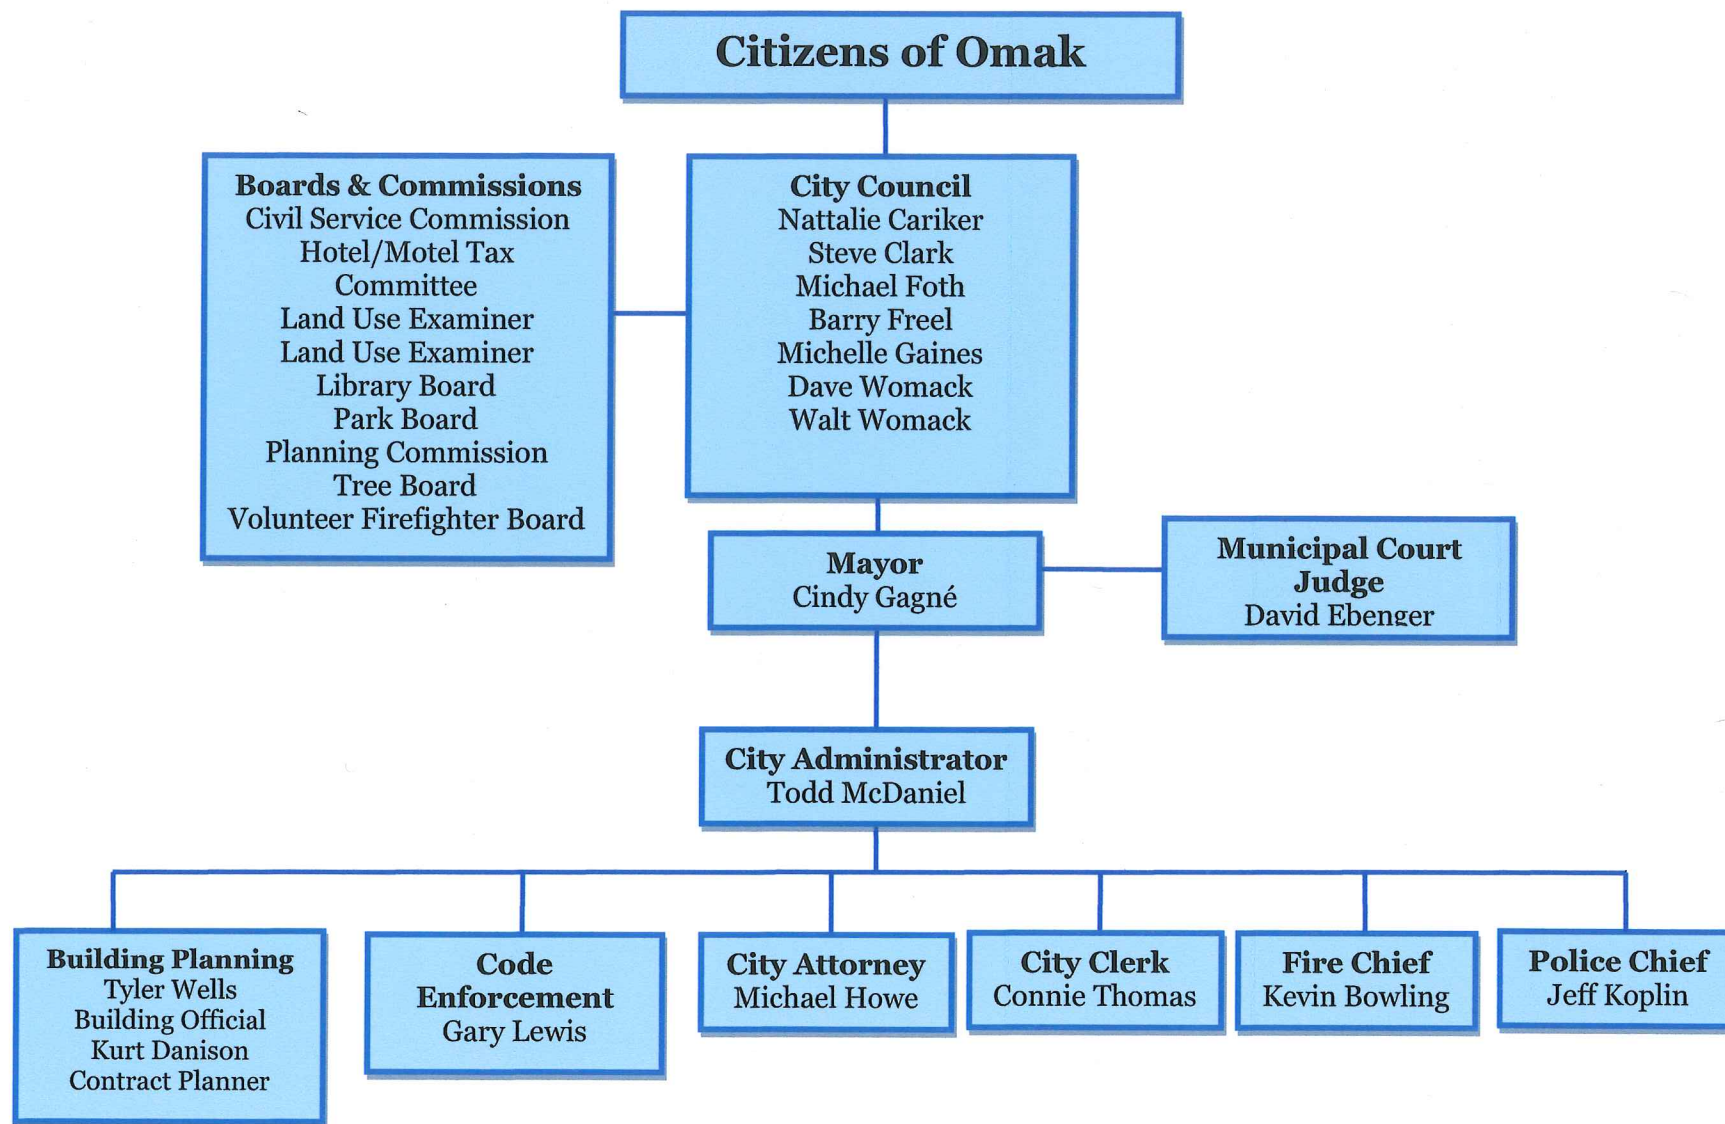 Citizens of Omak
Boards & Commissions
Civil Service Commission
Hotel/Motel Tax
Committee
Land Use Examiner
Land Use Examiner
Library Board
Park Board
Planning Commission
Tree Board
Volunteer Firefighter Board
City Council
Nattalie Cariker
Steve Clark
Michael Foth
Barry Freel
Michelle Gaines
Dave Womack
Walt Womack
Mayor
Cindy Gagné
Municipal Court
Judge
David Ebenger
City Administrator
Todd McDaniel
Building Planning
Tyler Wells
Building Official
Kurt Danison
Contract Planner
Code
Enforcement
Gary Lewis
City Attorney
Michael Howe
City Clerk
Connie Thomas
Fire Chief
Kevin Bowling
Police Chief
Jeff Koplin